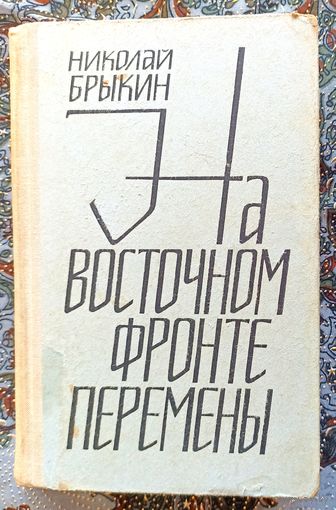 НИКОЛАЙ
БРЫКИН
На
ВОСТОЧНОМ
ФРОНТЕ
ПЕРЕМЕНЫ